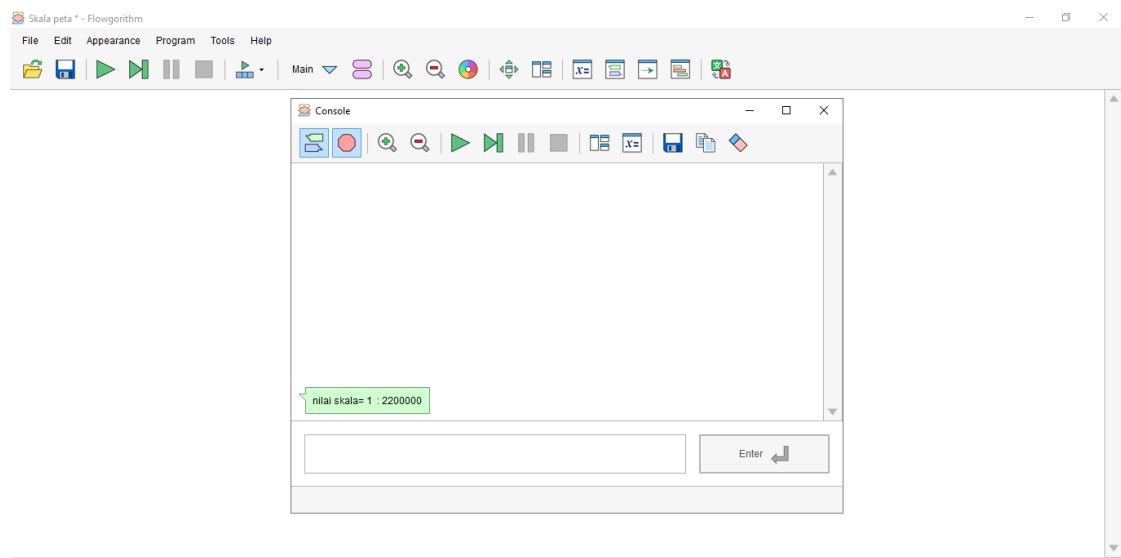 Skala peta * - Flowgorithm
File Edit Appearance Program Tools Help
Main
x=
Console
x=
nilai skala= 1 : 2200000
Enter